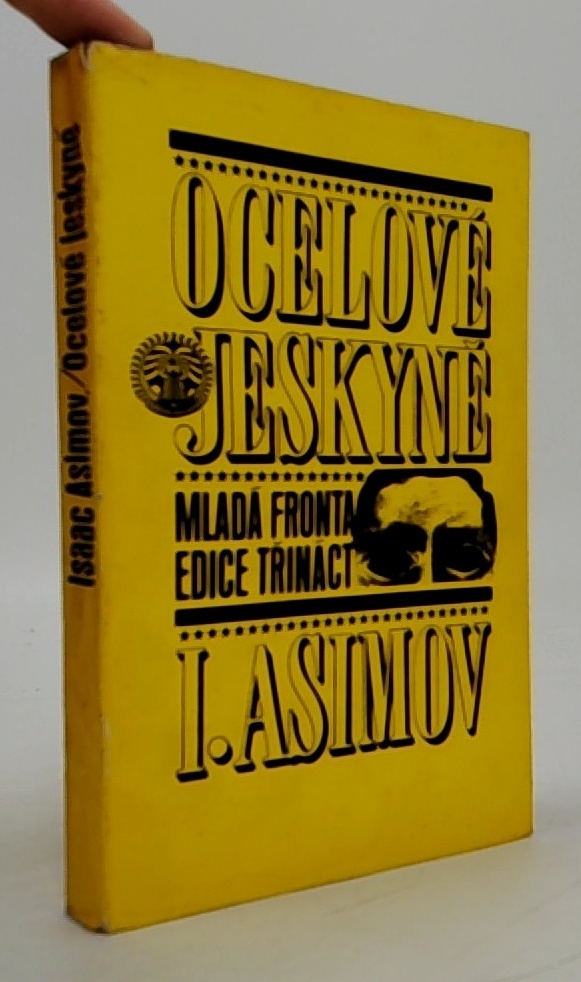 Isaac Asimov/Ocelové jeskyně
OCELOVÉ
JESKYNĚ
MLADÁ FRONTA
EDICE TŘINÁCT
I. ASIMOV